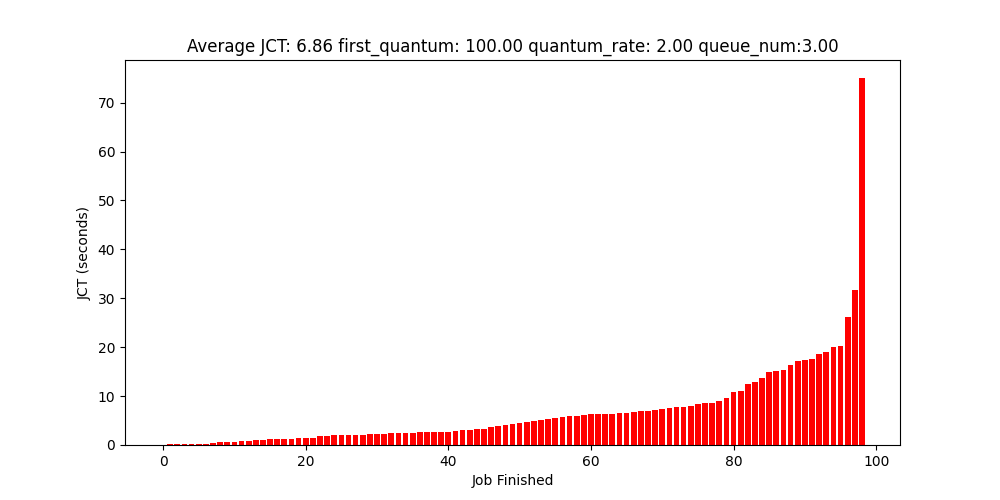 Average JCT: 6.86 first_quantum: 100.00 quantum_rate: 2.00 queue_num:3.00
70
60
50
40
30
20
10
0
JCT (seconds)
0 20 40 60 80 100
Job Finished